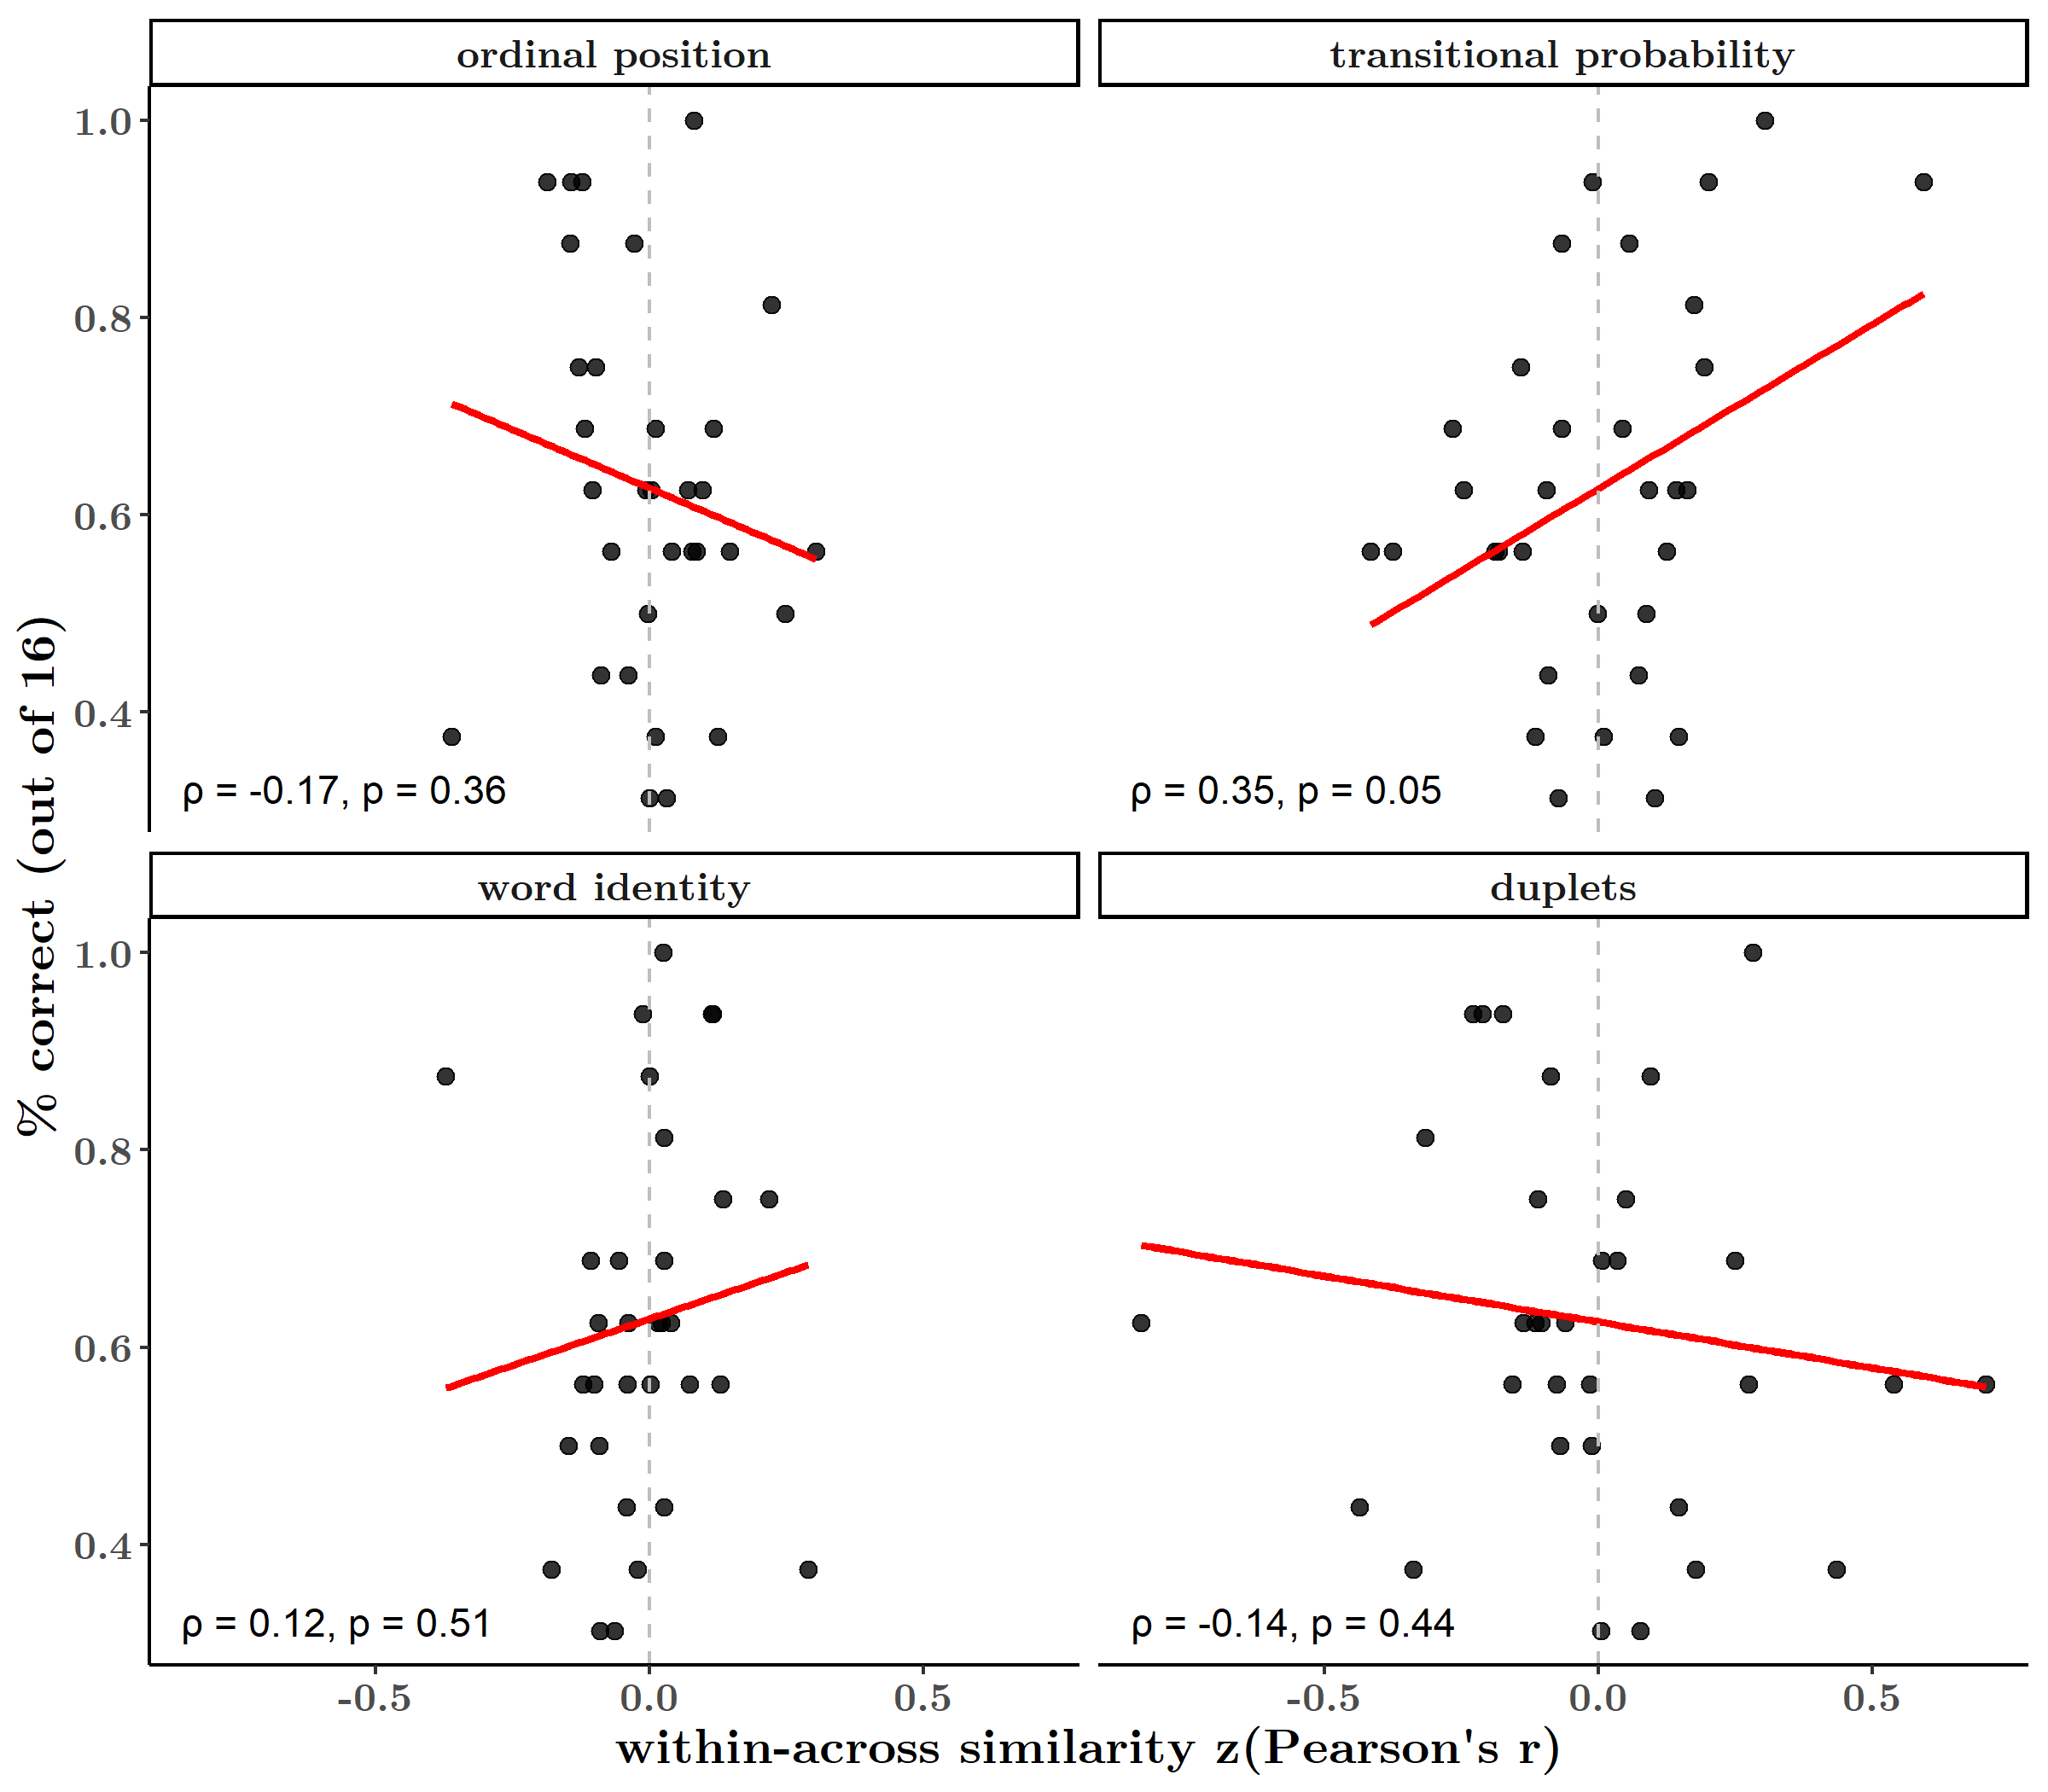 ordinal position
transitional probability
1.0
0.8
0.6
0.4
ρ = -0.17, p = 0.36
ρ = 0.35, p = 0.05
word identity
duplets
1.0
0.8
0.6
0.4
ρ = 0.12, p = 0.51
ρ = -0.14, p = 0.44
% correct (out of 16)
-0.5 0.0 0.5
-0.5 0.0 0.5
within-across similarity z(Pearson's r)